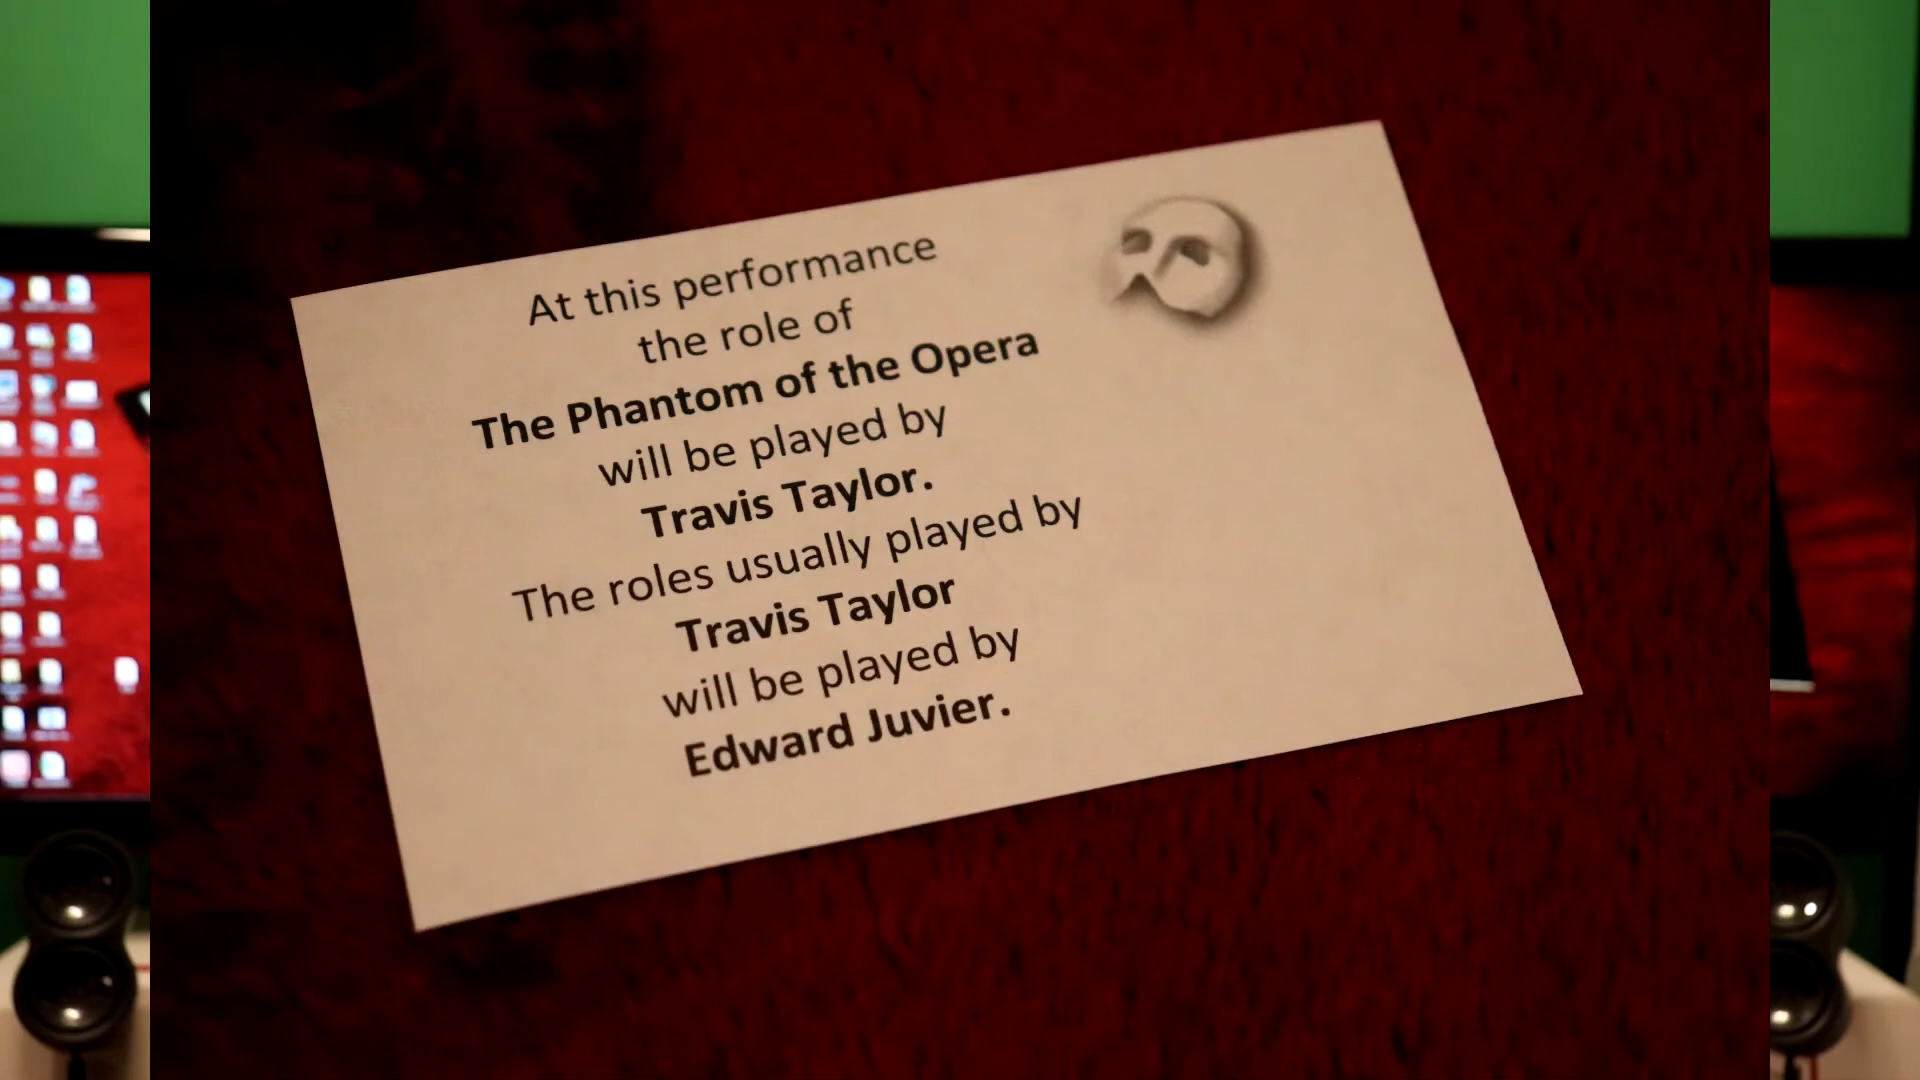 At this performance
the role of
The Phantom of the Opera
will be played by
Travis Taylor.
The roles usually played by
Travis Taylor
will be played by
Edward Juvier.